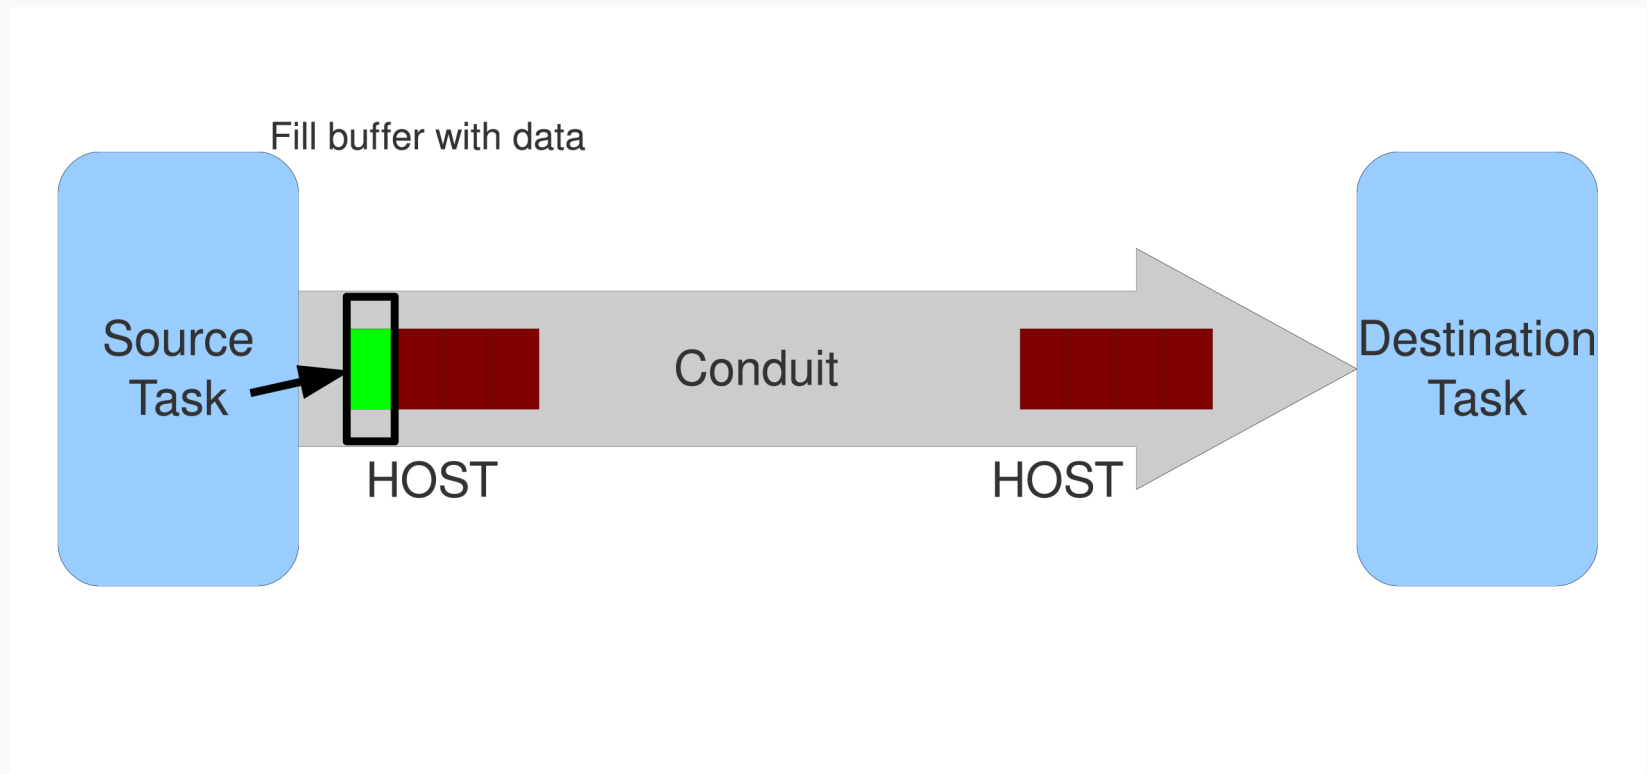 Fill buffer with data
Source
Task
Conduit
Destination
Task
HOST
HOST